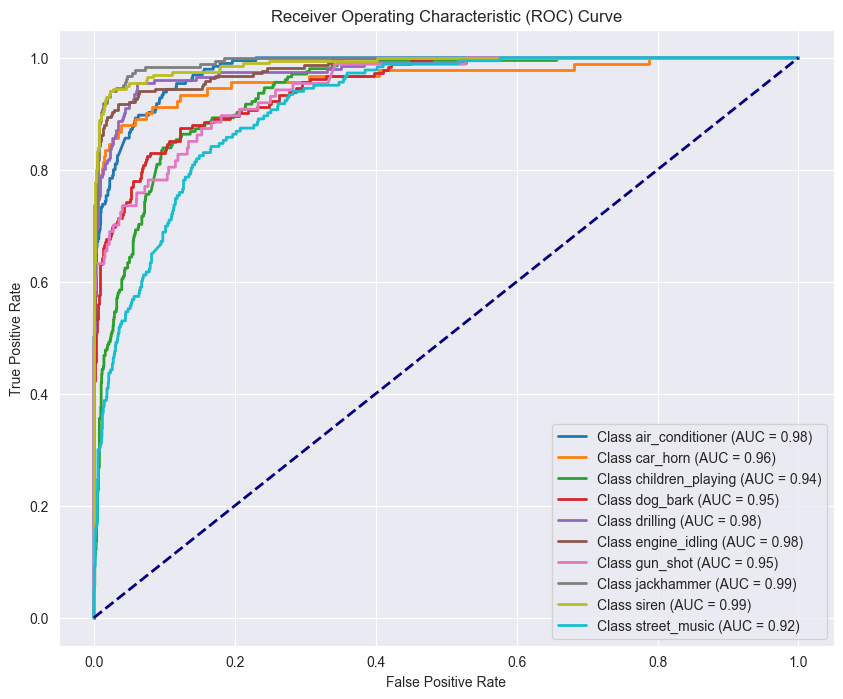 Receiver Operating Characteristic (ROC) Curve
True Positive Rate
1.0
0.8
0.6
0.4
0.2
0.0
Class air_conditioner (AUC = 0.98)
Class car_horn (AUC = 0.96)
Class children_playing (AUC = 0.94)
Class dog_bark (AUC = 0.95)
Class drilling (AUC = 0.98)
Class engine_idling (AUC = 0.98)
Class gun_shot (AUC = 0.95)
Class jackhammer (AUC = 0.99)
Class siren (AUC = 0.99)
Class street_music (AUC = 0.92)
0.0 0.2 0.4 0.6 0.8 1.0
False Positive Rate